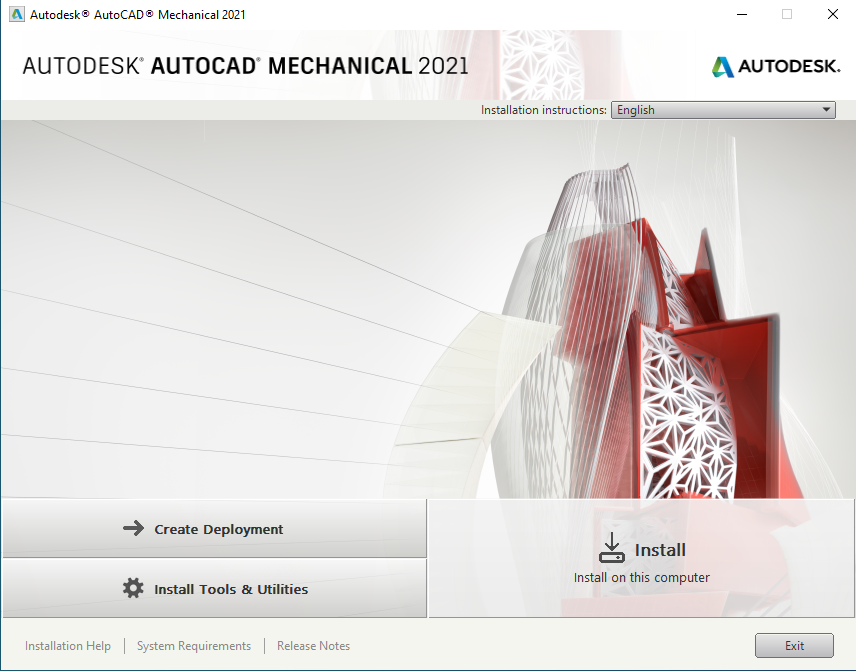 Autodesk® AutoCAD® Mechanical 2021
AUTODESK® AUTOCAD® MECHANICAL 2021
AUTODESK.
Installation instructions: English
Create Deployment
Install Tools & Utilities
Install
Install on this computer
Installation Help System Requirements Release Notes
Exit